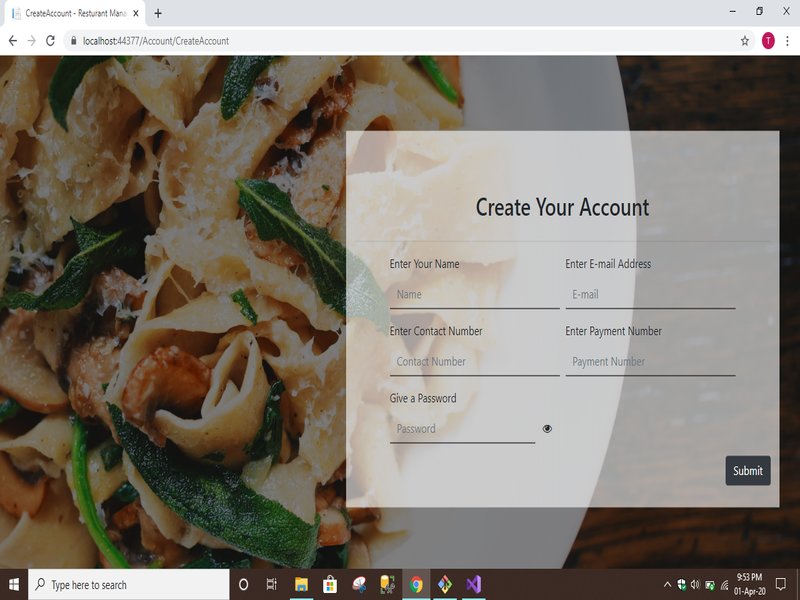 CreateAccount - Resturant Mana
localhost:44377/Account/CreateAccount
T
Create Your Account
Enter Your Name
Enter E-mail Address
Name
E-mail
Enter Contact Number
Enter Payment Number
Contact Number
Payment Number
Give a Password
Password
Submit
Type here to search
9:53 PM
01-Apr-20